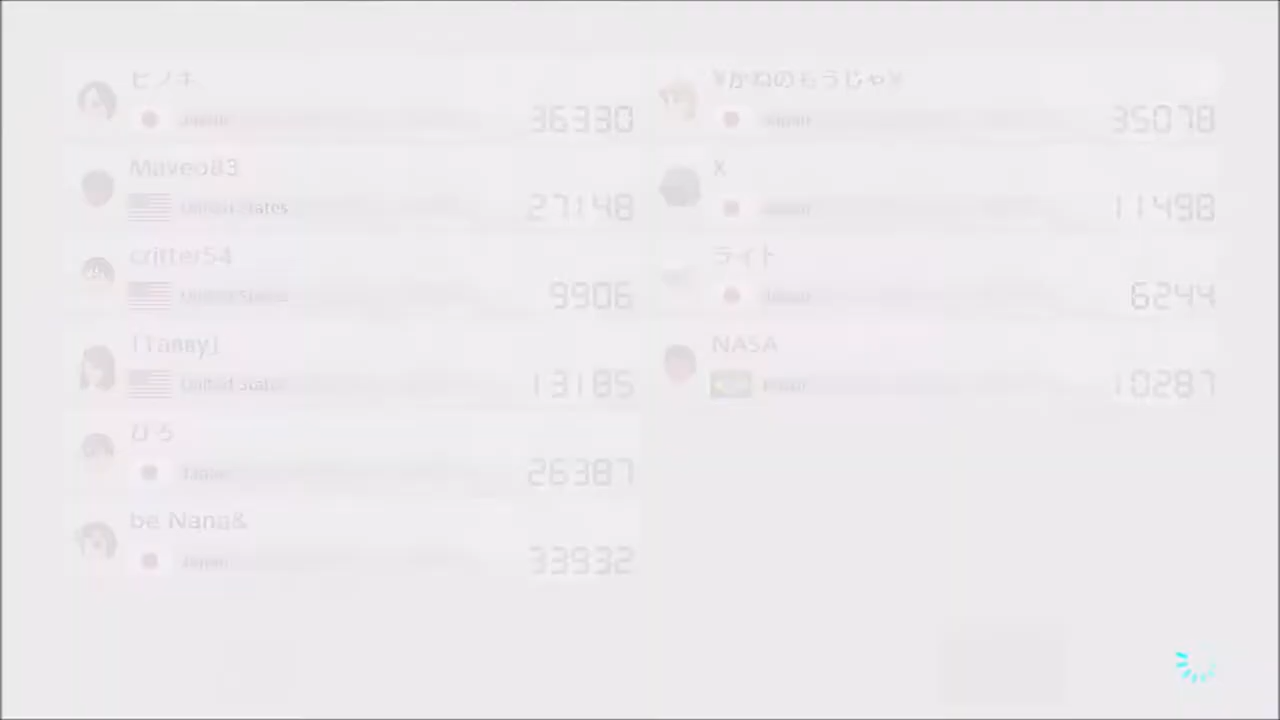 ヒノキ
Japan
36330
Maveo83
United States
27148
critter54
United States
9906
United States
13185
ひろ
Japan
26387
be Nana&
Japan
33932
¥かねのもうじゃ¥
Japan
35078
X
Japan
11498
ライト
Japan
6244
NASA
Brazil
10287